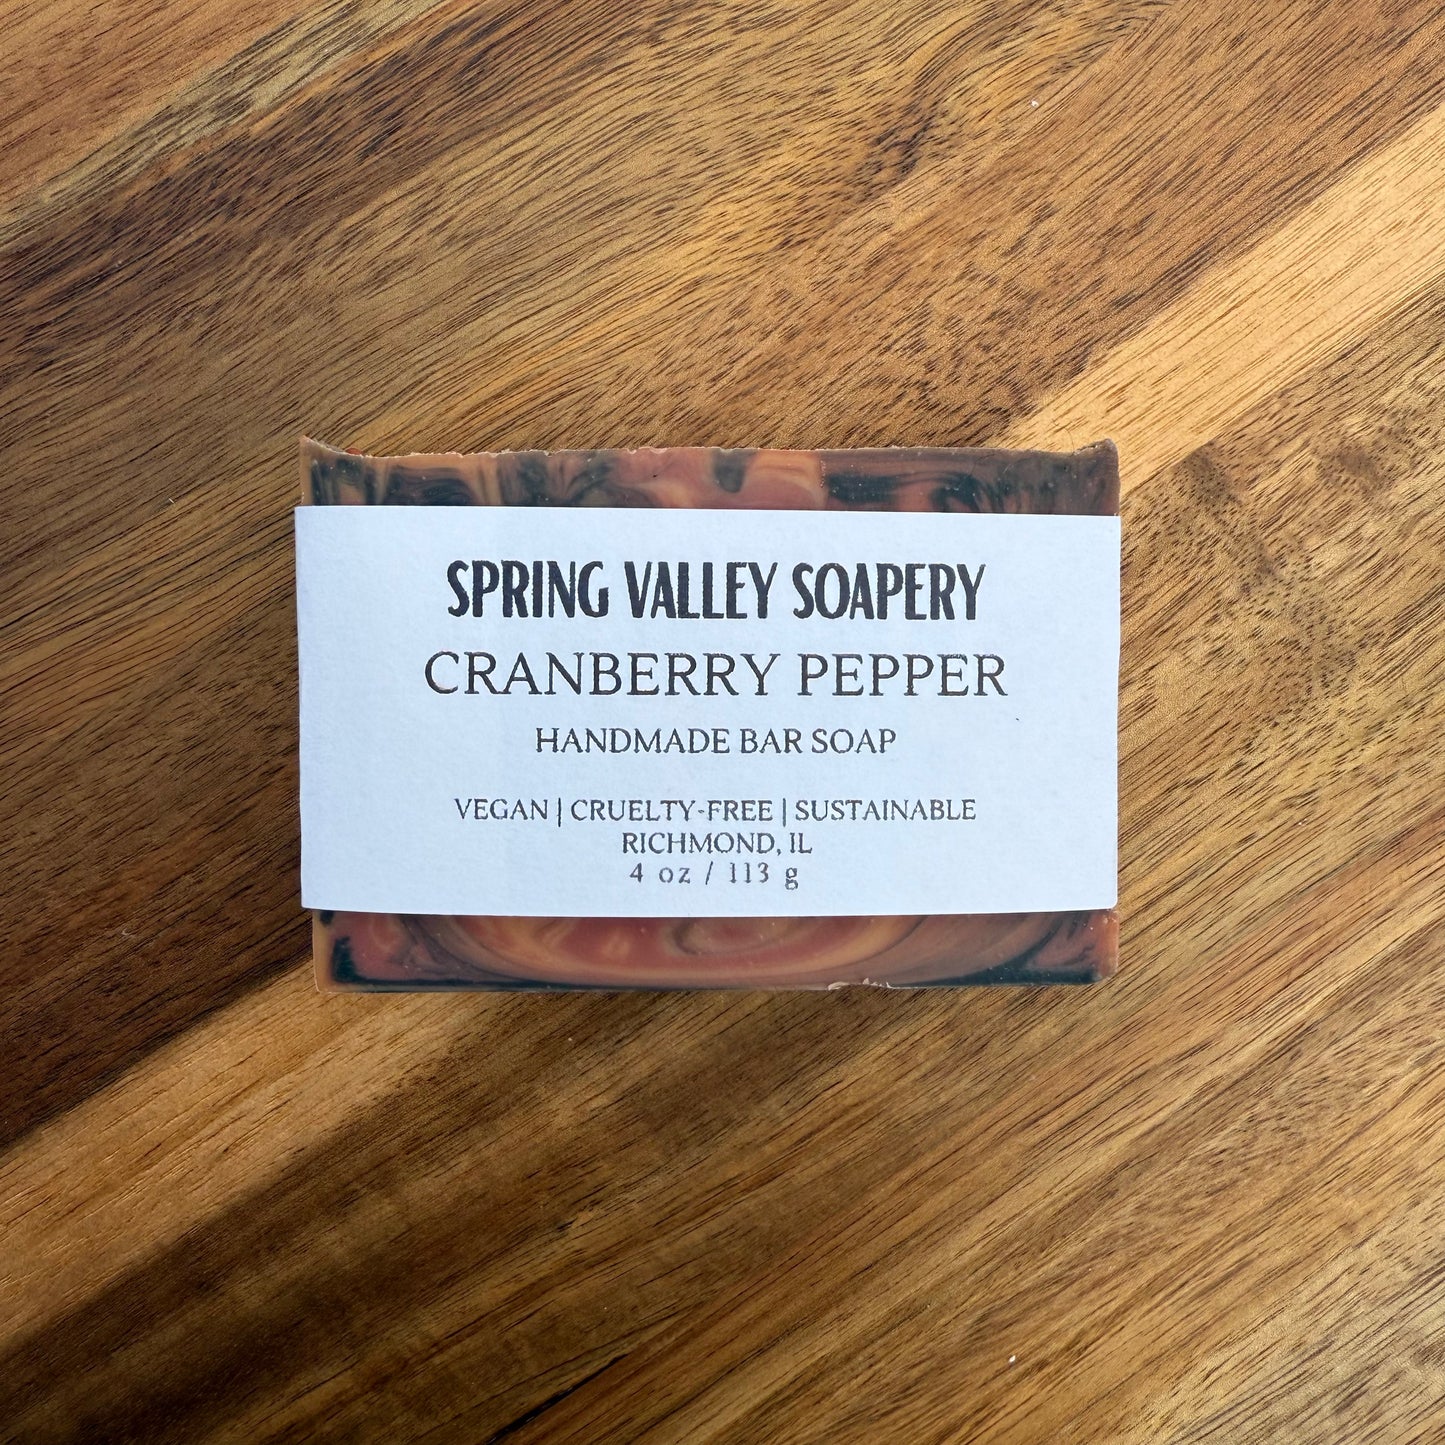 SPRING VALLEY SOAPERY
CRANBERRY PEPPER
HANDMADE BAR SOAP
VEGAN | CRUELTY-FREE | SUSTAINABLE
RICHMOND, IL
4 oz / 113 g